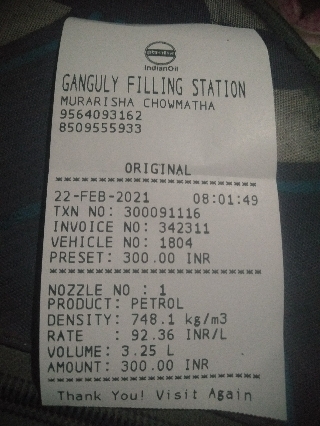 IndianOil
GANGULY FILLING STATION
MURARISHA CHOWMATHA
9564093162
8509555933
ORIGINAL
22-FEB-2021 08:01:49
TXN NO: 300091116
INVOICE NO: 342311
VEHICLE NO: 1804
PRESET: 300.00 INR
NOZZLE NO : 1
PRODUCT: PETROL
DENSITY: 748.1 kg/m3
RATE : 92.36 INR/L
VOLUME: 3.25 L
AMOUNT: 300.00 INR
Thank You! Visit Again